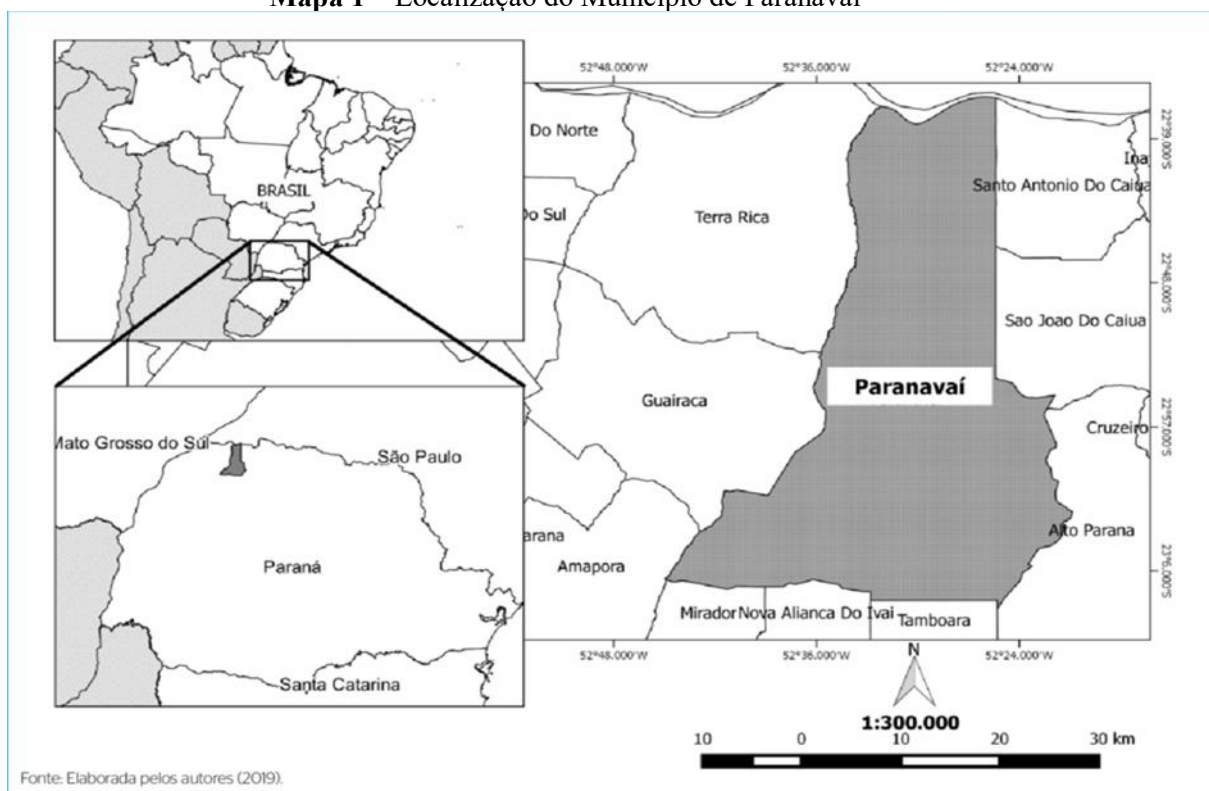 Mapa 1 – Localização do Município de Paranavaí
BRASIL
Mato Grosso do Sul
São Paulo
Paraná
Santa Catarina
52°48.000'W 52°36.000'W 52°24.000'W
22°39.000'S
22°48.000'S
22°57.000'S
23°6.000'S
Do Norte
Ina
Santo Antonio Do Caiua
Do Sul
Terra Rica
Sao Joao Do Caiua
Paranavaí
Guairaca
Cruzeiro
Alto Parana
arana
Amapora
Mirador
Nova Alianca Do Ivai
Tamboara
52°48.000'W 52°36.000'W 52°24.000'W
N
1:300.000
10 0 10 20 30 km
Fonte: Elaborada pelos autores (2019).